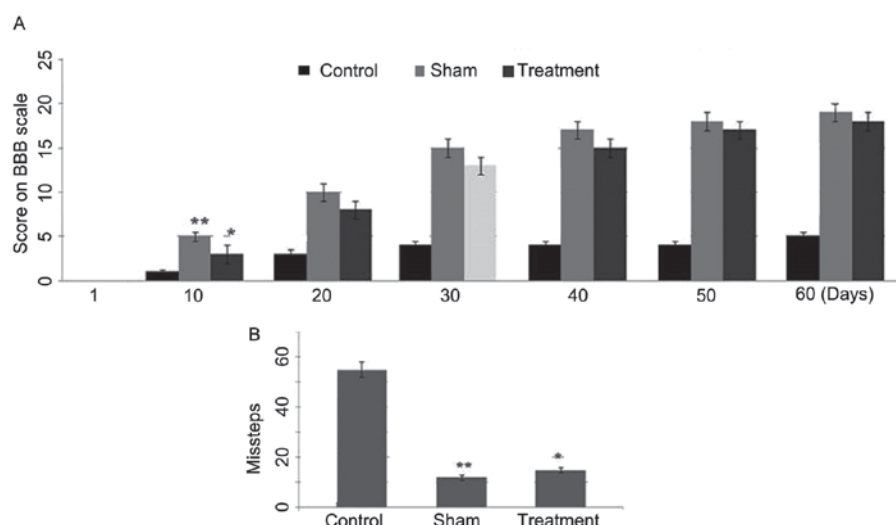 A
25
20
15
10
5
0
Score on BBB scale
Control Sham Treatment
** *
1 10 20 30 40 50 60 (Days)
B
60
40
20
0
Missteps
** *
Control Sham Treatment